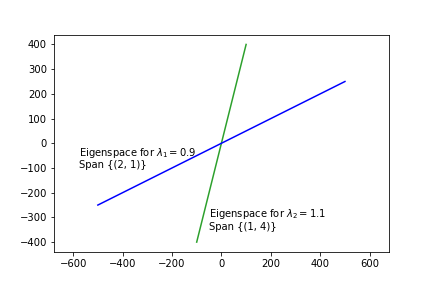 400
300
200
100
0
−100
−200
−300
−400
Eigenspace for λ₁ = 0.9
Span {(2, 1)}
Eigenspace for λ₂ = 1.1
Span {(1, 4)}
−600 −400 −200 0 200 400 600